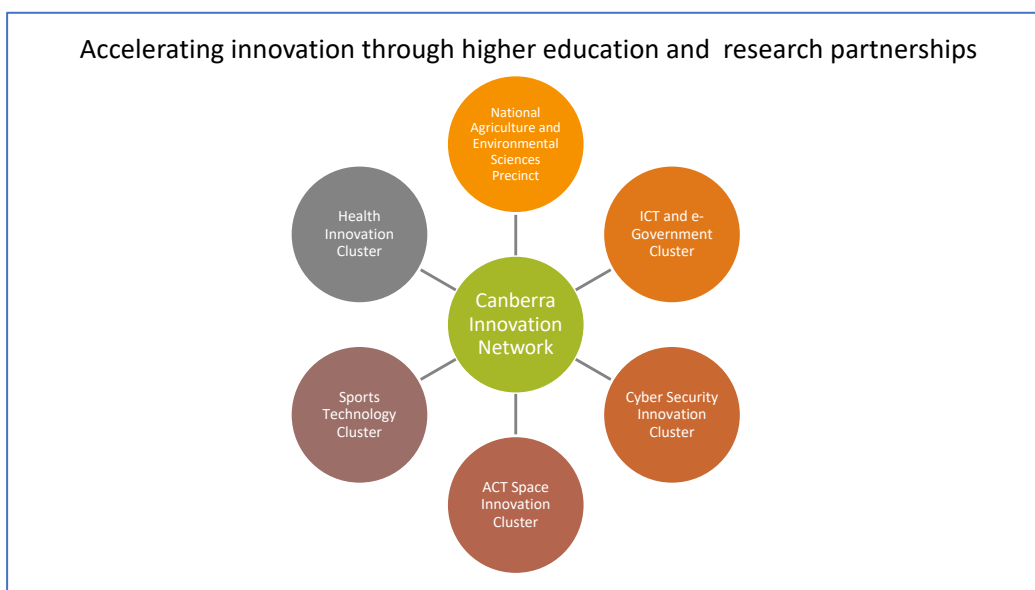 Accelerating innovation through higher education and  research partnerships
National
Agriculture and
Environmental
Sciences
Precinct
Health
Innovation
Cluster
ICT and e-
Government
Cluster
Canberra
Innovation
Network
Sports
Technology
Cluster
Cyber Security
Innovation
Cluster
ACT Space
Innovation
Cluster